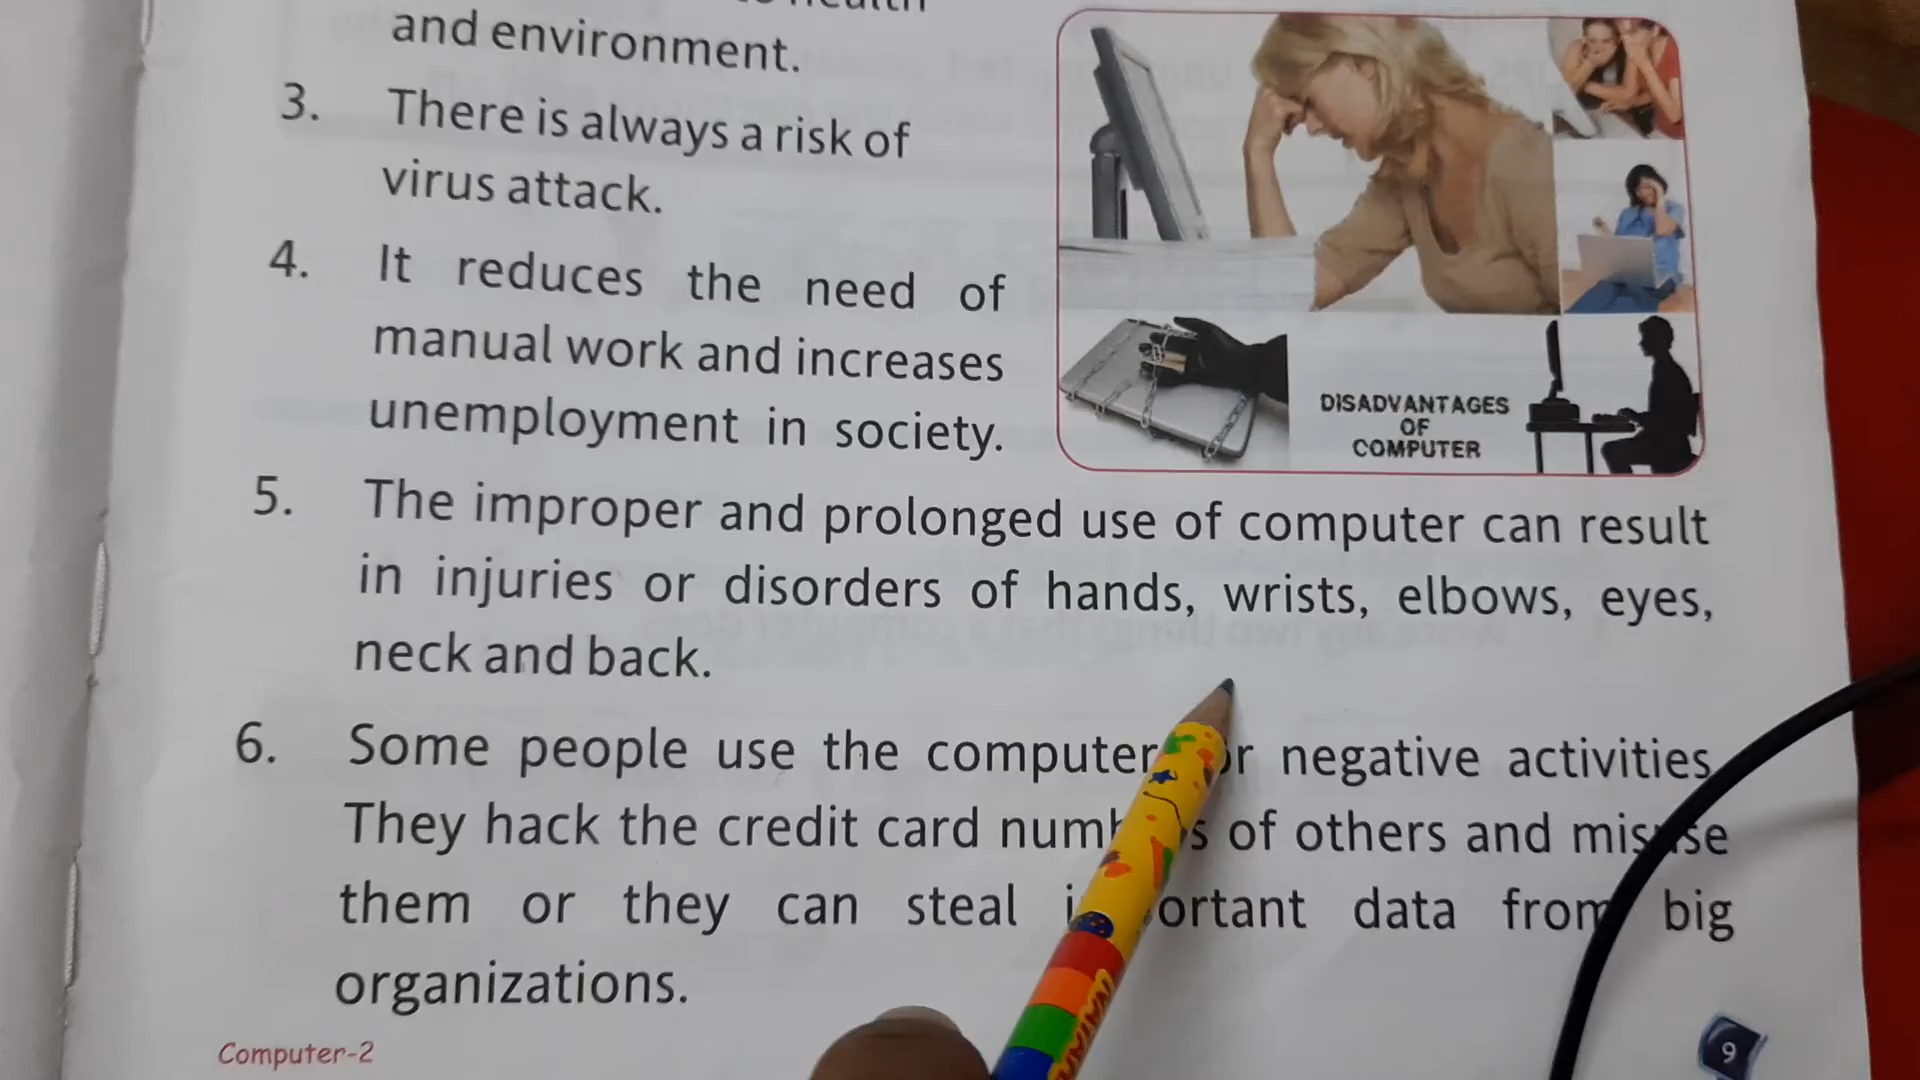 and environment.
3. There is always a risk of
virus attack.
4. It reduces the need of
manual work and increases
unemployment in society.
DISADVANTAGES
OF
COMPUTER
5. The improper and prolonged use of computer can result
in injuries or disorders of hands, wrists, elbows, eyes,
neck and back.
6. Some people use the computer negative activities
They hack the credit card of others and misuse
them or they can steal important data from big
organizations.
Computer-2
9